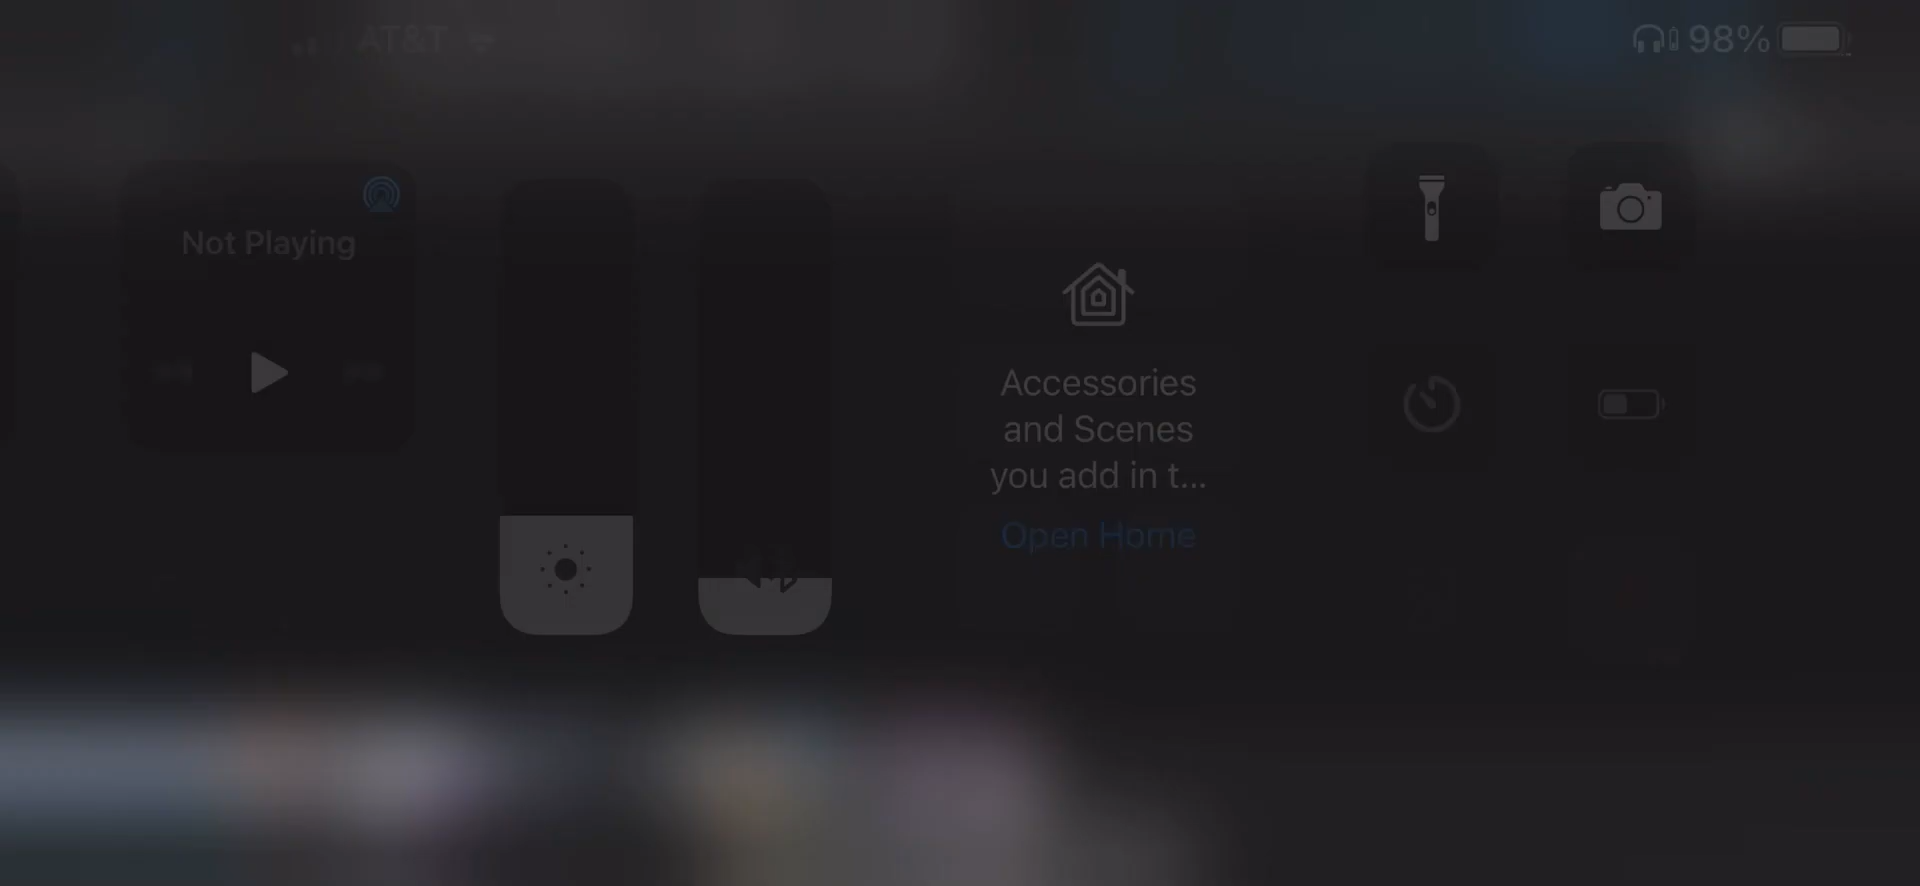 AT&T
98%
Not Playing
Accessories
and Scenes
you add in t...
Open Home